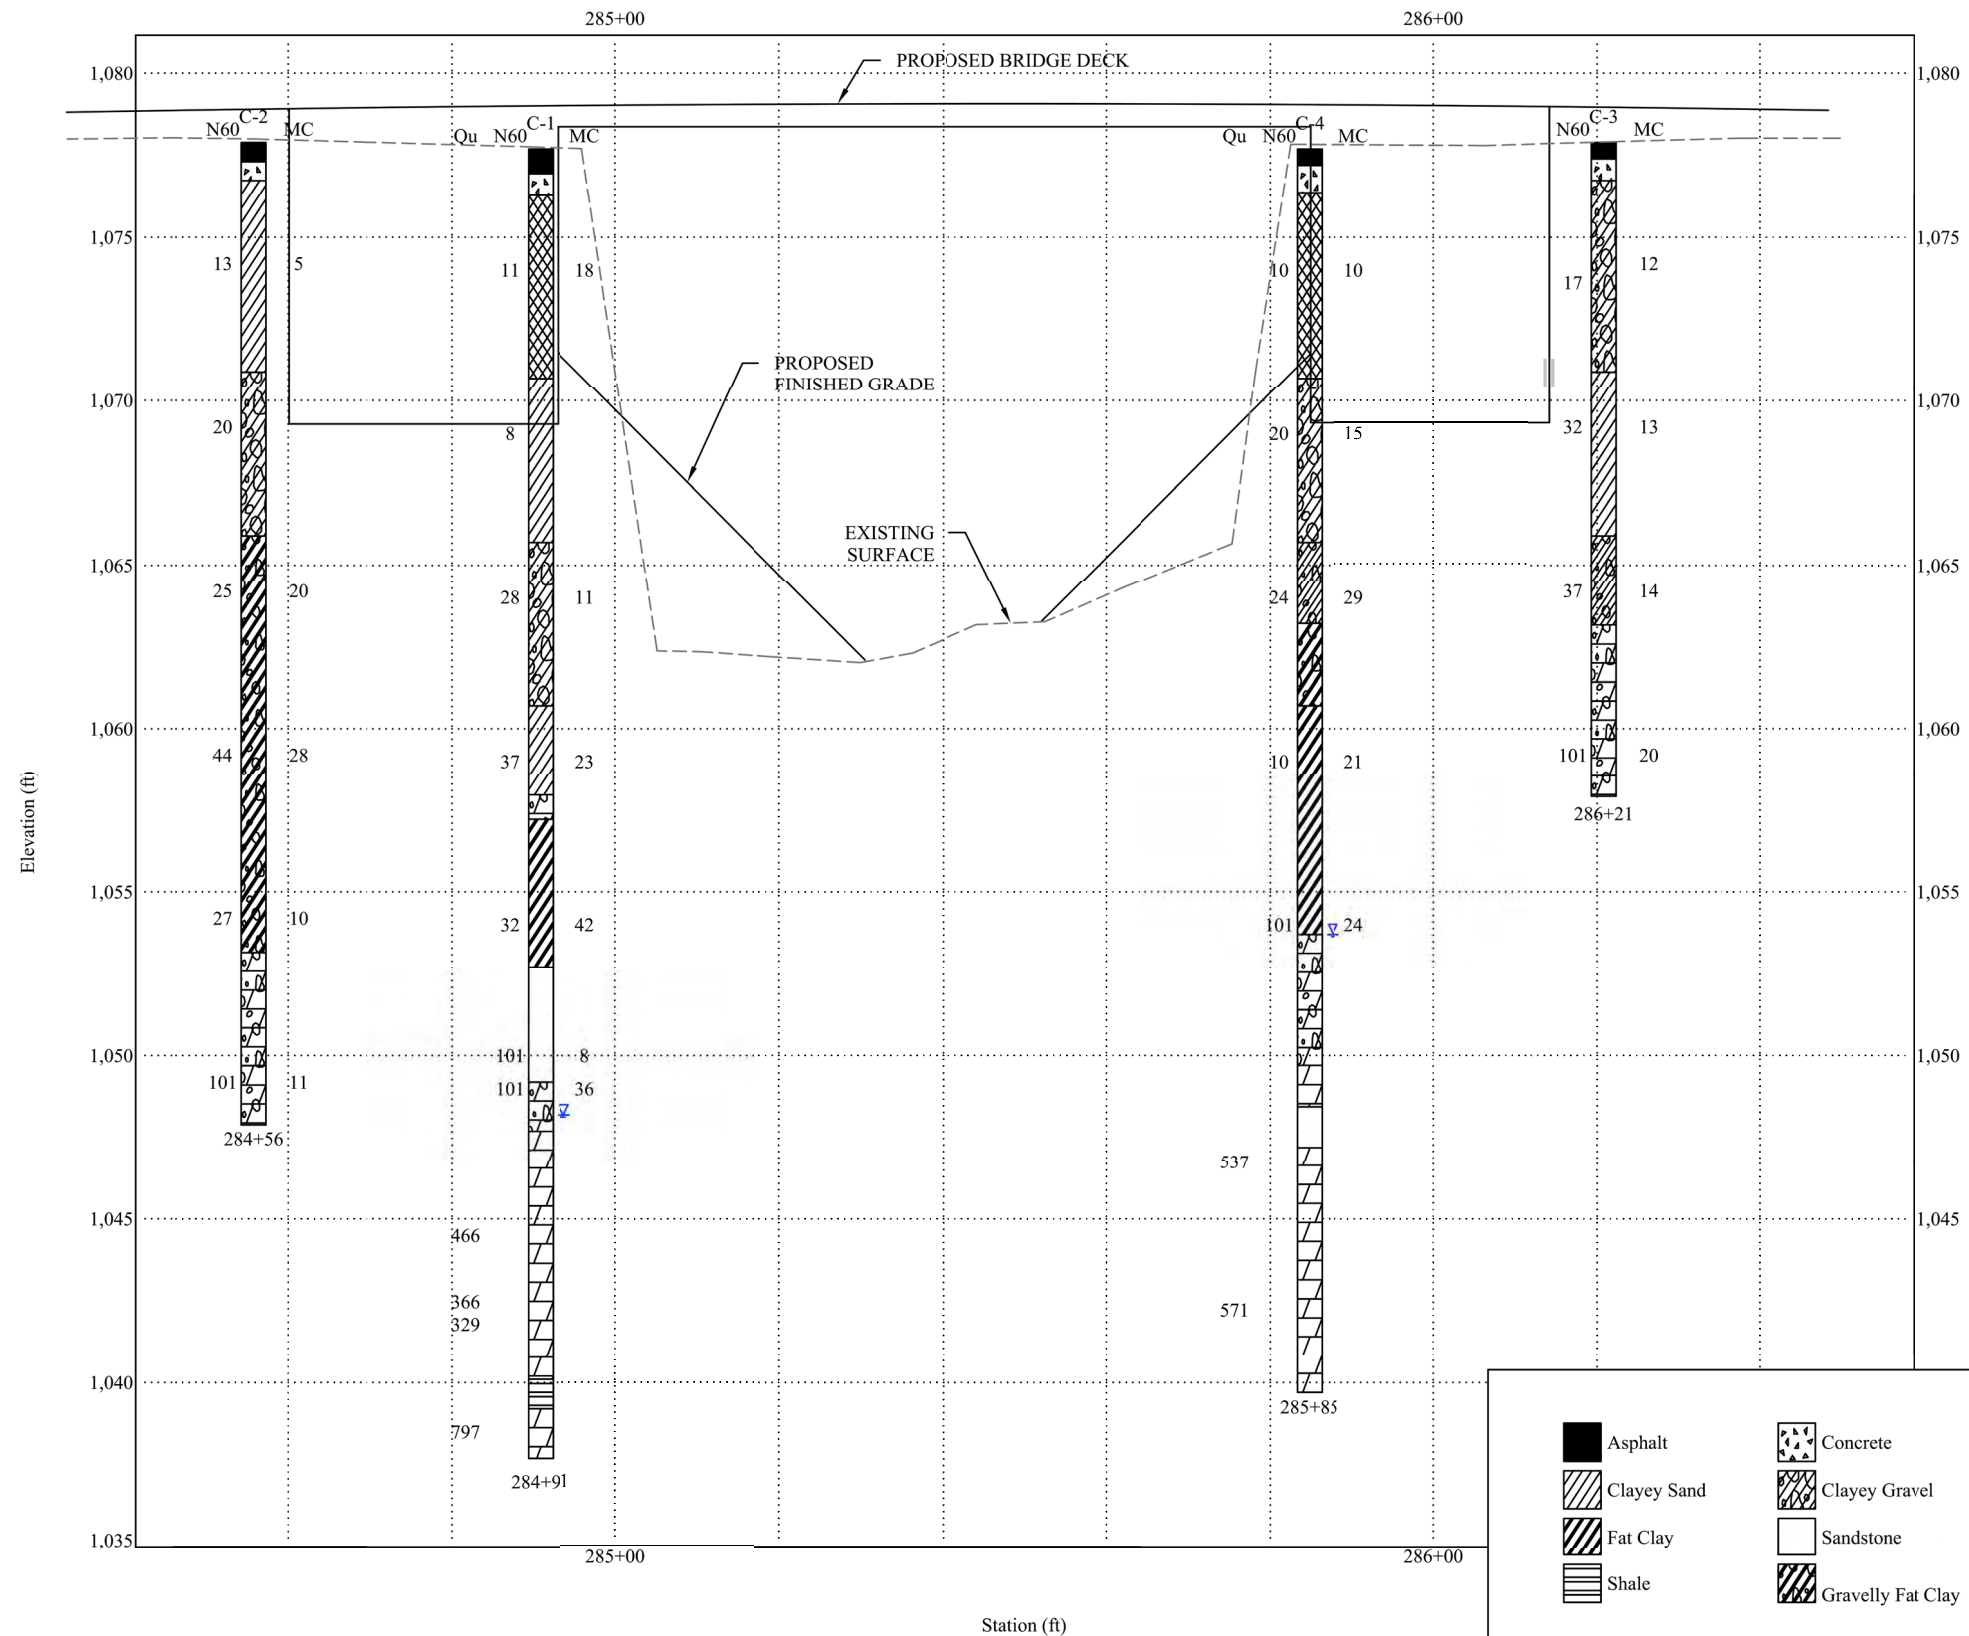 285+00 286+00
PROPOSED BRIDGE DECK
1,080 1,080
C-2 C-1 C-4 C-3
N60 MC Qu N60 MC Qu N60 MC N60 MC
1,075 1,075
13 5 11 18 10 10 17 12
PROPOSED
FINISHED GRADE
1,070 1,070
20 8 20 15 32 13
EXISTING
SURFACE
1,065 1,065
25 20 28 11 24 29 37 14
1,060 1,060
44 28 37 23 10 21 101 20
286+21
Elevation (ft)
1,055 1,055
27 10 32 42 101 24
1,050 101 8 1,050
101 11 101 36
284+56
537
1,045 1,045
466
366 571
329
1,040
285+85
797
284+91
1,035
285+00 286+00
Asphalt Concrete
Clayey Sand Clayey Gravel
Fat Clay Sandstone
Shale Gravelly Fat Clay
Station (ft)